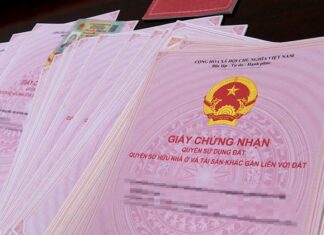 CỘNG HÒA XÃ HỘI CHỦ NGHĨA VIỆT NAM
Độc lập - Tự do - Hạnh phúc
GIẤY CHỨNG NHẬN
QUYỀN SỬ DỤNG ĐẤT
QUYỀN SỞ HỮU NHÀ Ở VÀ TÀI SẢN KHÁC GẮN LIỀN VỚI ĐẤT